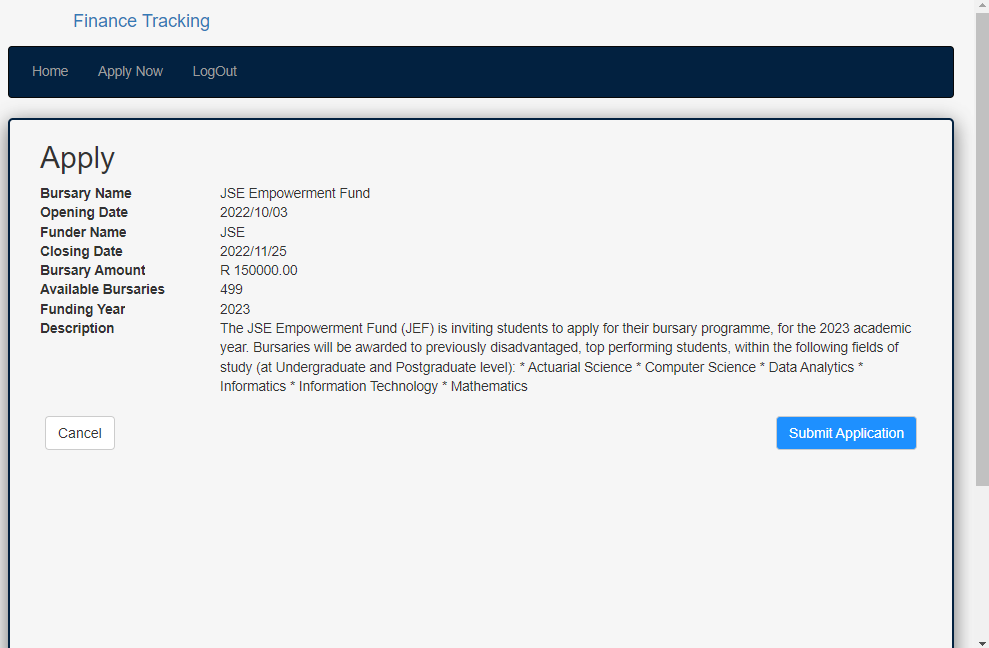 Finance Tracking
Home Apply Now LogOut
Apply
Bursary Name JSE Empowerment Fund
Opening Date 2022/10/03
Funder Name JSE
Closing Date 2022/11/25
Bursary Amount R 150000.00
Available Bursaries 499
Funding Year 2023
Description The JSE Empowerment Fund (JEF) is inviting students to apply for their bursary programme, for the 2023 academic
year. Bursaries will be awarded to previously disadvantaged, top performing students, within the following fields of
study (at Undergraduate and Postgraduate level): * Actuarial Science * Computer Science * Data Analytics *
Informatics * Information Technology * Mathematics
Cancel Submit Application